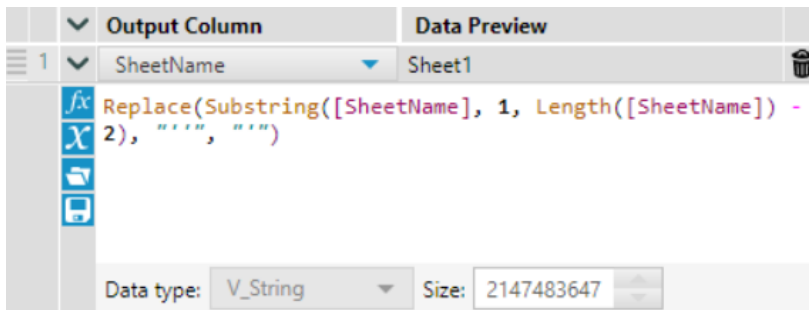 Output Column Data Preview
1 SheetName Sheet1
fx Replace(Substring([SheetName], 1, Length([SheetName]) -
X 2), "''", "'")
Data type: V_String Size: 2147483647